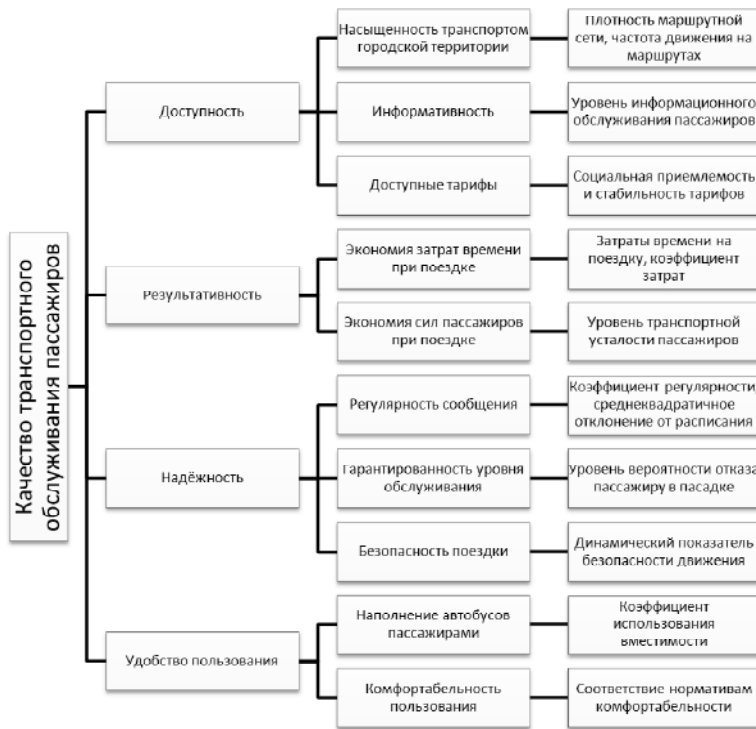 Качество транспортного
обслуживания пассажиров
Доступность
Насыщенность транспортом
городской территории
Плотность маршрутной
сети, частота движения на
маршрутах
Информативность
Уровень информационного
обслуживания пассажиров
Доступные тарифы
Социальная приемлемость
и стабильность тарифов
Результативность
Экономия затрат времени
при поездке
Затраты времени на
поездку, коэффициент
затрат
Экономия сил пассажиров
при поездке
Уровень транспортной
усталости пассажиров
Надёжность
Регулярность сообщения
Коэффициент регулярности,
среднеквадратичное
отклонение от расписания
Гарантированность уровня
обслуживания
Уровень вероятности отказа
пассажиру в пасадке
Безопасность поездки
Динамический показатель
безопасности движения
Удобство пользования
Наполнение автобусов
пассажирами
Коэффициент
использования
вместимости
Комфортабельность
пользования
Соответствие нормативам
комфортабельности